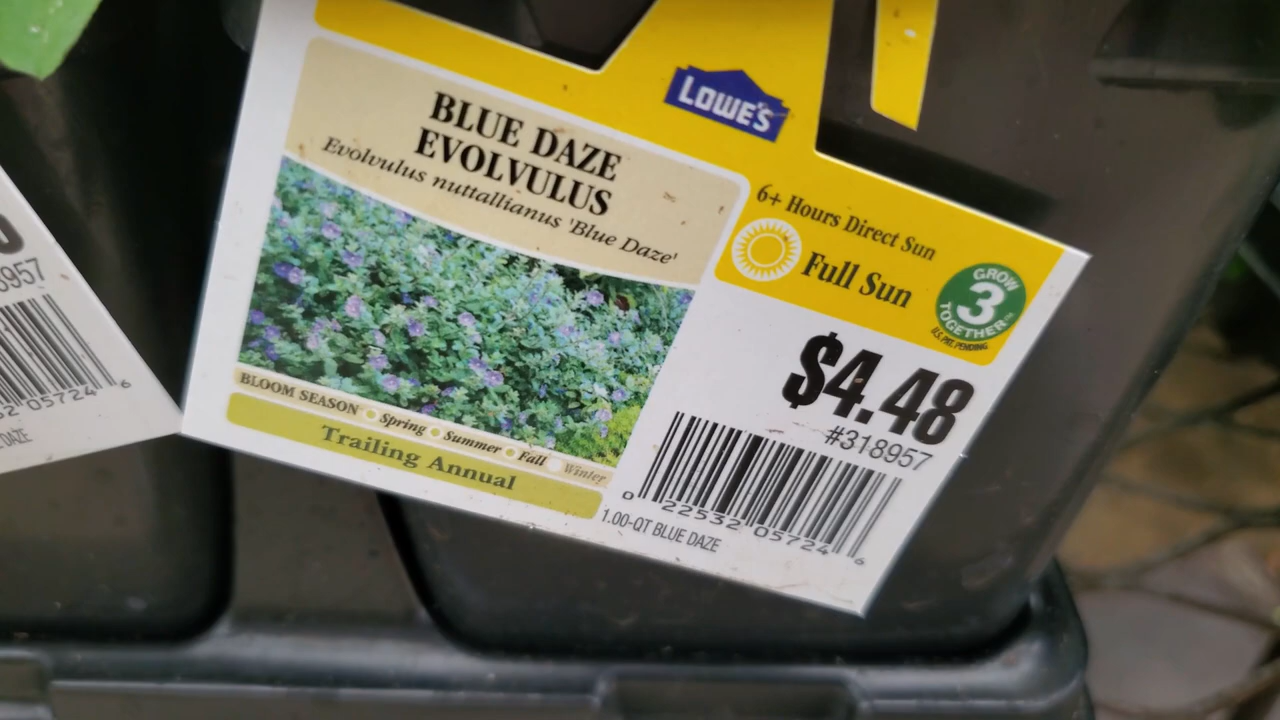 LOWE'S
BLUE DAZE
EVOLVULUS
Evolvulus nuttallianus 'Blue Daze'
6+ Hours Direct Sun
Full Sun
GROW
3
TOGETHER™
U.S. PAT. PENDING
$4.48
#318957
BLOOM SEASON Spring Summer Fall Winter
Trailing Annual
0 22532 05724 6
1.00-QT BLUE DAZE
8957
32 05724 6
DAZE